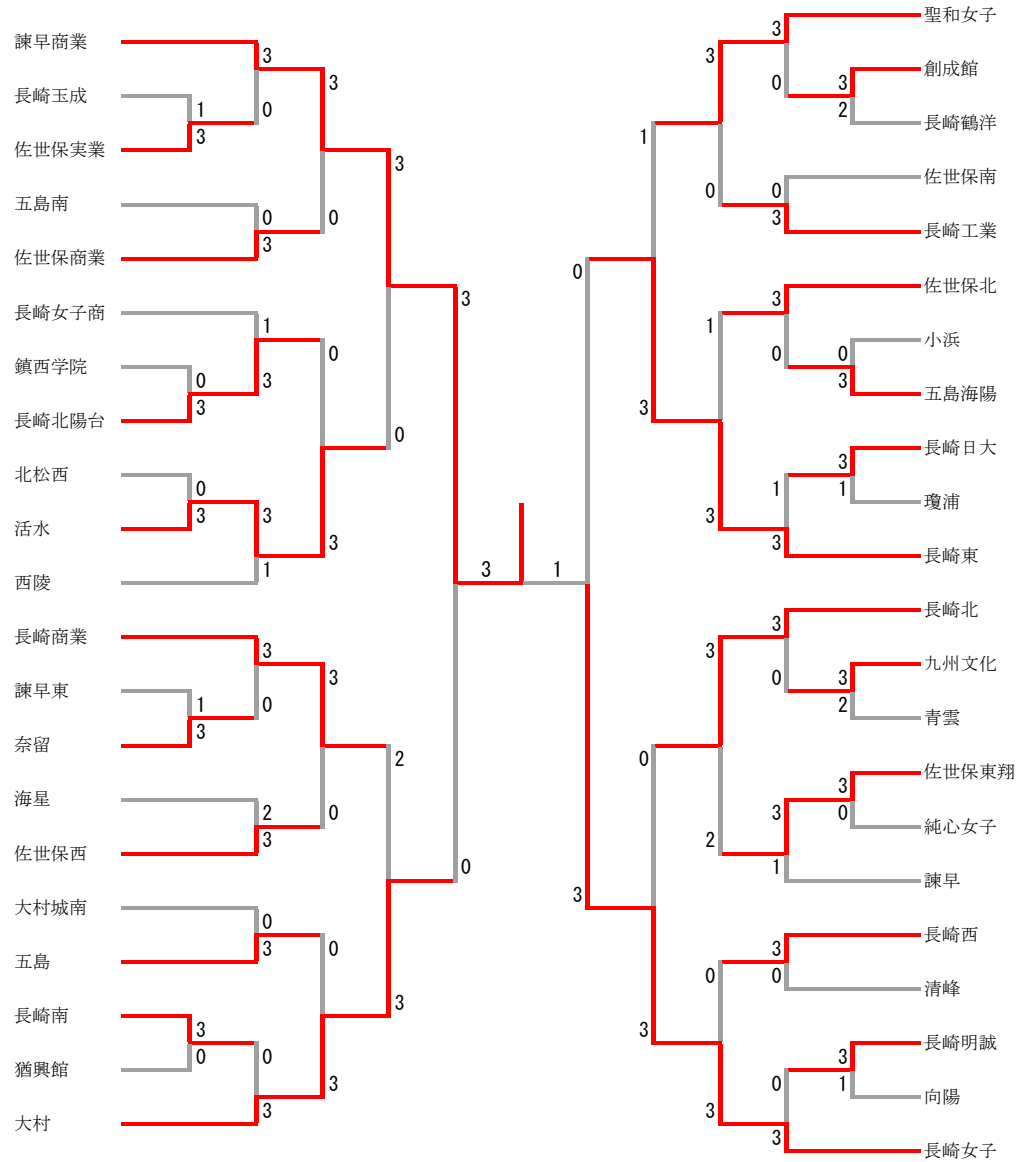 諫早商業
3
3
長崎玉成
1 0
3
佐世保実業
3
五島南
0 0
3
佐世保商業
3
長崎女子商
1
0
鎮西学院
0 3
3
長崎北陽台
0
北松西
0
3 3
活水
3
1
西陵
長崎商業
3
3
諫早東
1 0
3
奈留
2
海星
2 0
3
佐世保西
0
大村城南
0
3 0
五島
3
長崎南
3
0 0
猶興館
3
3
大村
3 1
聖和女子
3
3
創成館
0 3
2
長崎鶴洋
1
佐世保南
0 0
3
長崎工業
0
佐世保北
3
1
小浜
0 0
3
五島海陽
3
長崎日大
3
1 1
瓊浦
3
3
長崎東
長崎北
3
3
九州文化
0 3
2
青雲
0
佐世保東翔
3
3 0
純心女子
2
1
諫早
3
長崎西
3
0 0
清峰
3
長崎明誠
3
0 1
向陽
3
3
長崎女子